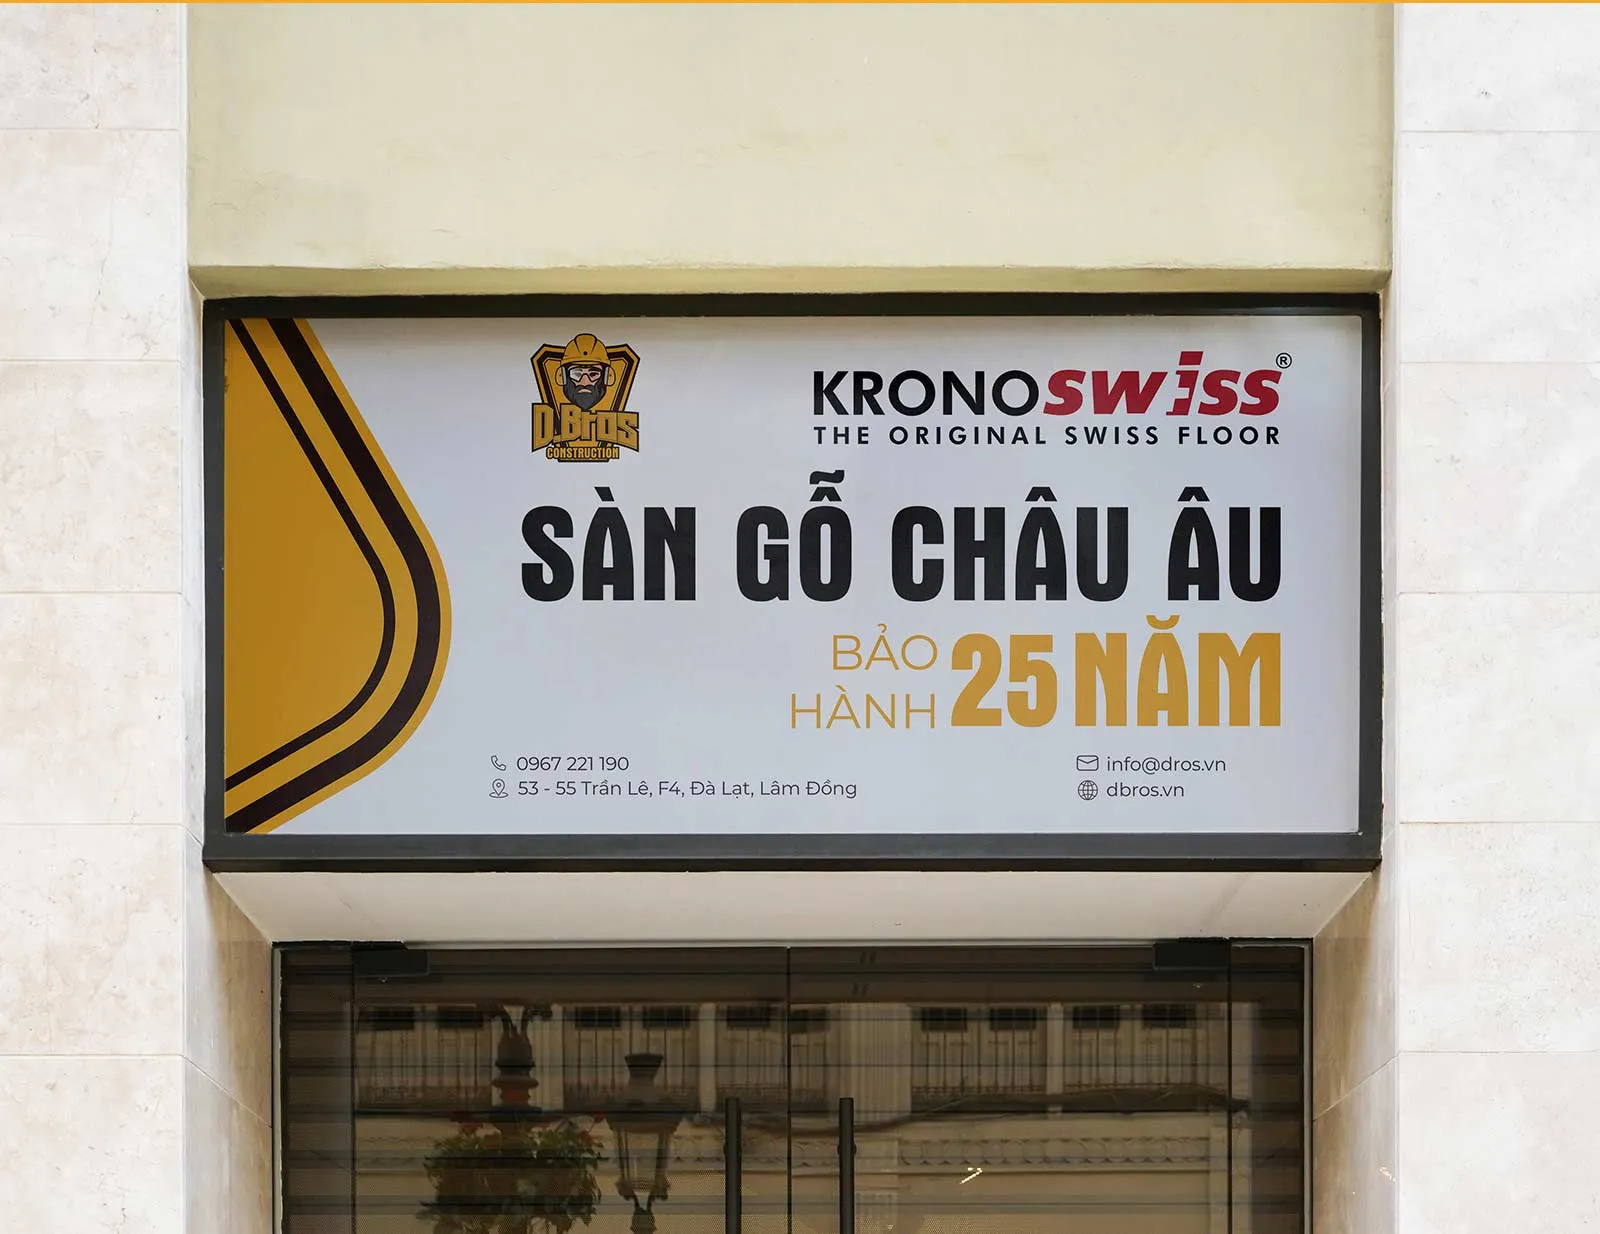 D.Bros
CONSTRUCTION
KRONOSWISS®
THE ORIGINAL SWISS FLOOR
SÀN GỖ CHÂU ÂU
BẢO HÀNH 25 NĂM
0967 221 190
53 - 55 Trần Lê, F4, Đà Lạt, Lâm Đồng
info@dros.vn
dbros.vn